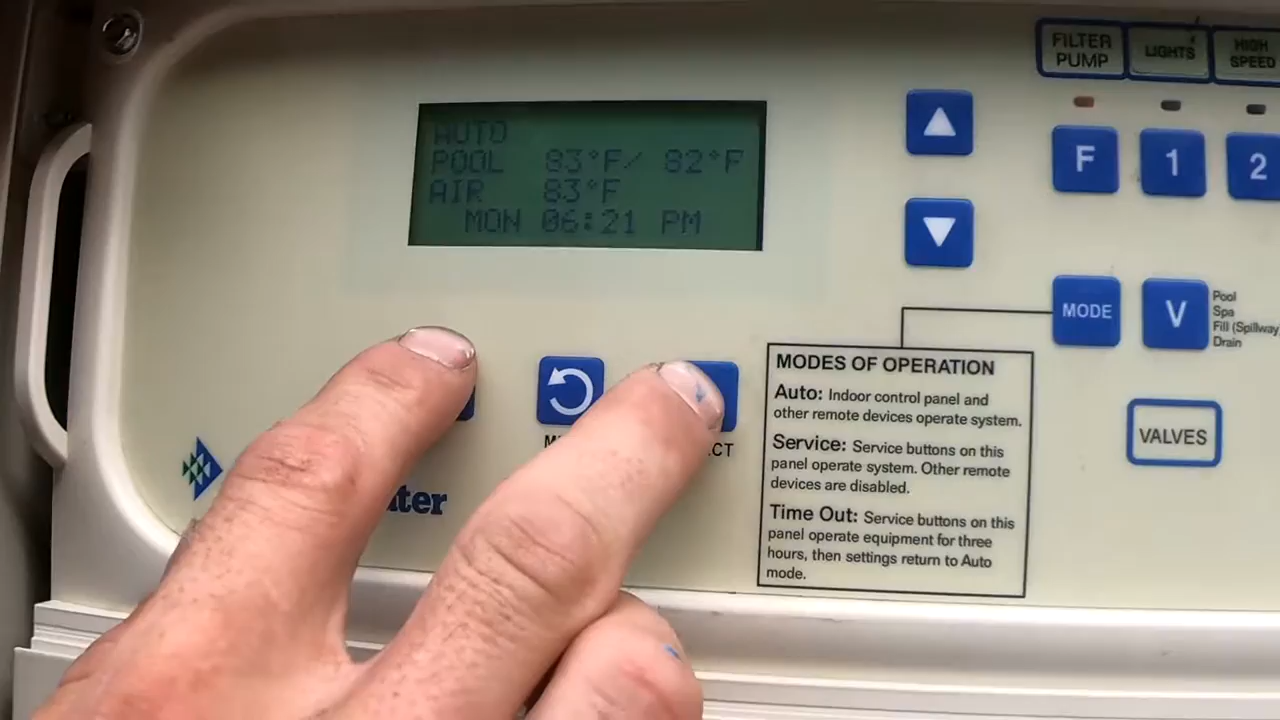 FILTER
PUMP
LIGHTS
HIGH
SPEED
AUTO
POOL 83°F/ 82°F
AIR 83°F
MON 06:21 PM
F
1
2
MODE
V
Pool
Spa
Fill (Spillway
Drain
MODES OF OPERATION
Auto: Indoor control panel and
other remote devices operate system.
Service: Service buttons on this
panel operate system. Other remote
devices are disabled.
Time Out: Service buttons on this
panel operate equipment for three
hours, then settings return to Auto
mode.
VALVES